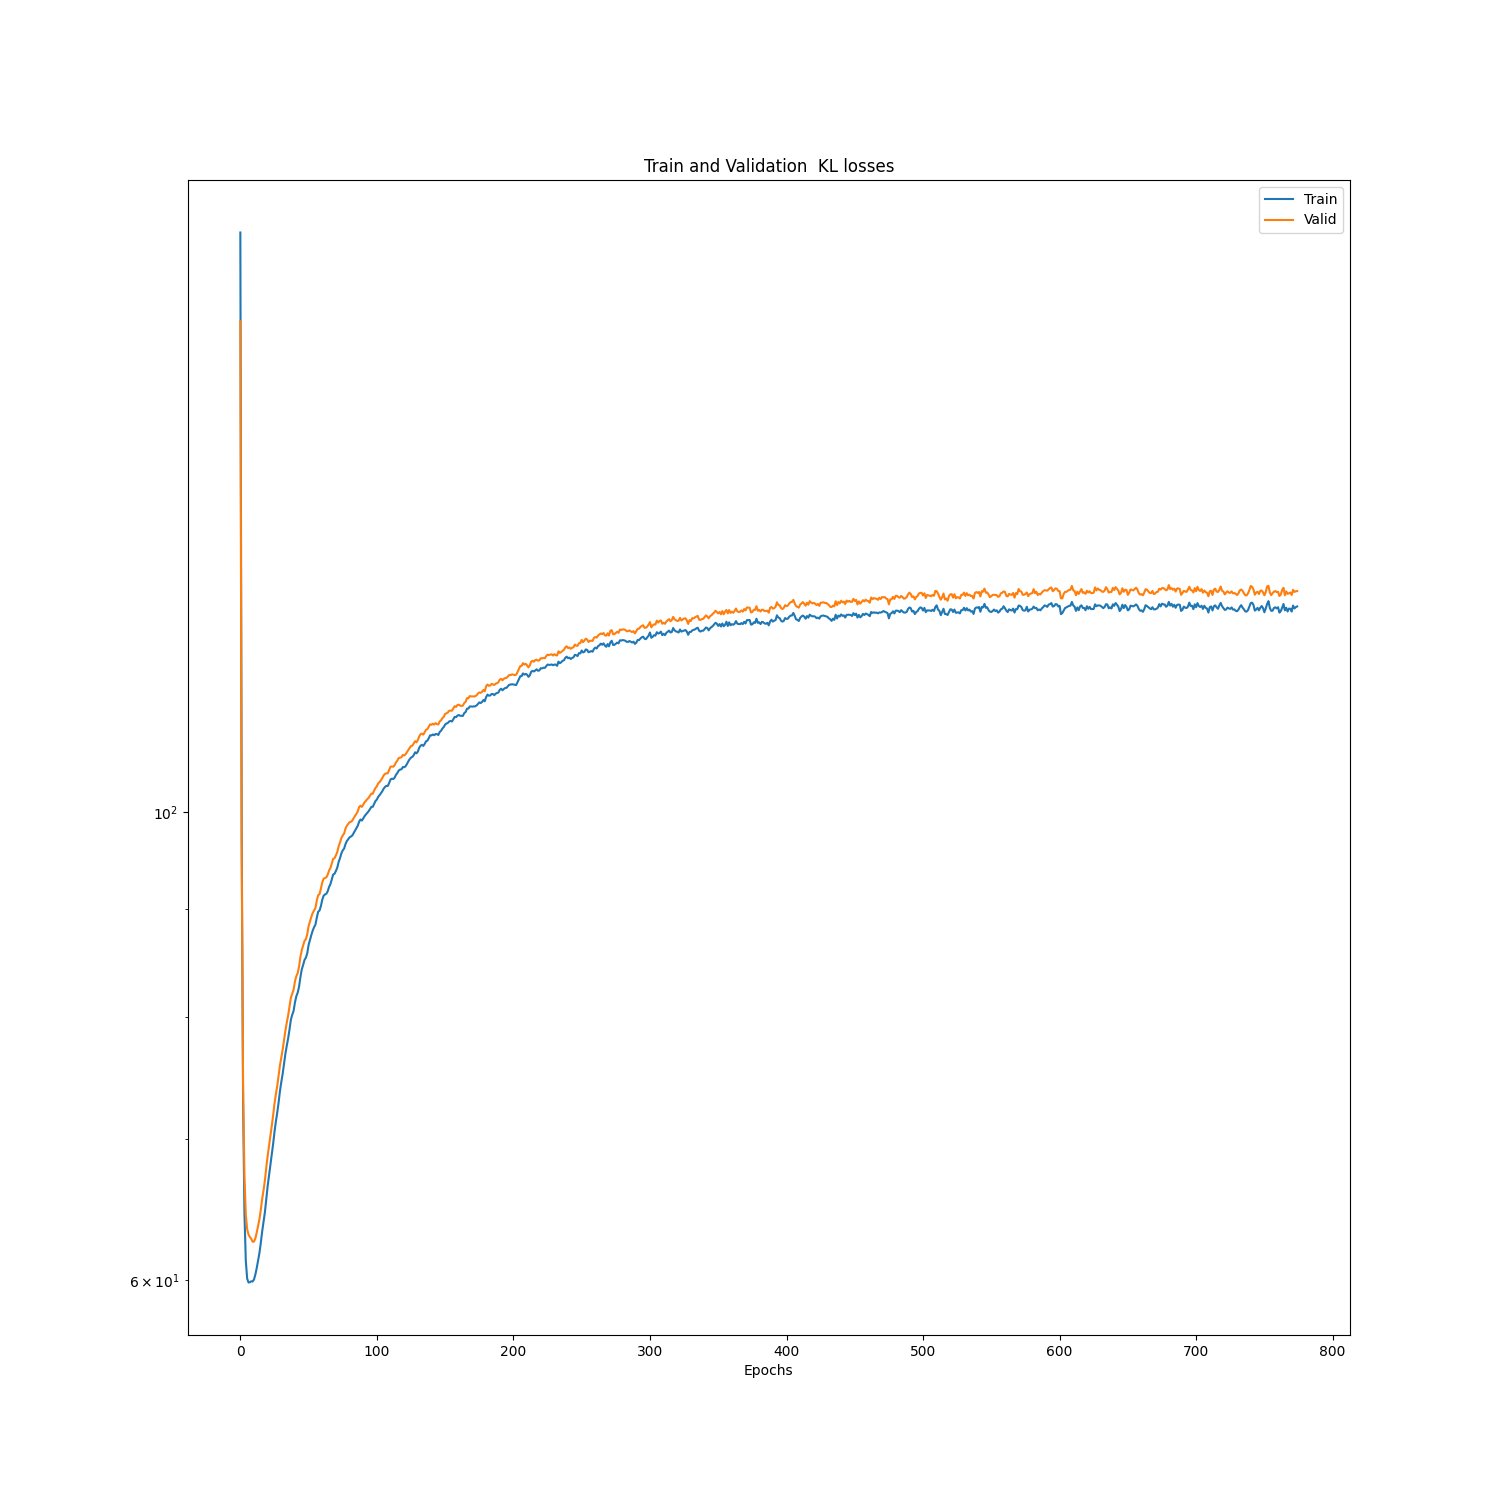 Train and Validation  KL losses
Train
Valid
10²
6 × 10¹
0 100 200 300 400 500 600 700 800
Epochs